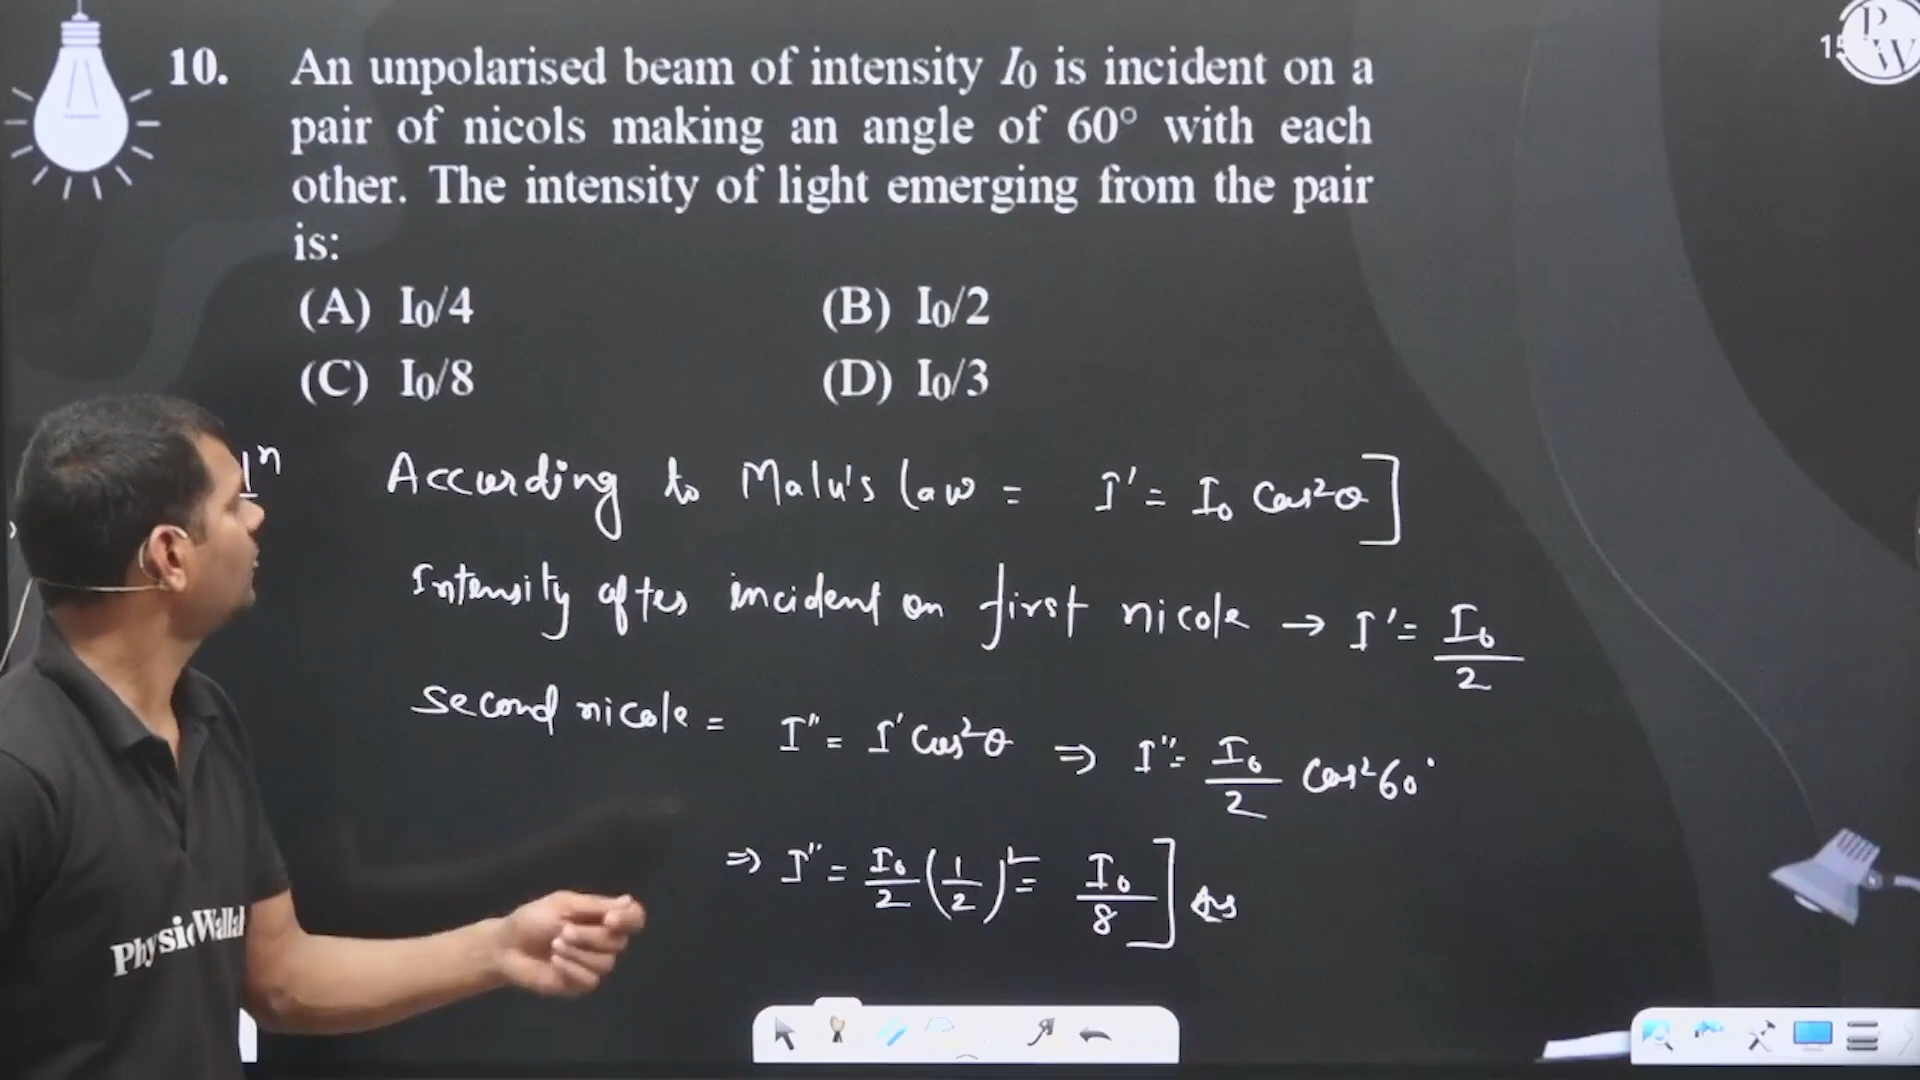 10. An unpolarised beam of intensity I₀ is incident on a
pair of nicols making an angle of 60° with each
other. The intensity of light emerging from the pair
is:
(A) I₀/4 (B) I₀/2
(C) I₀/8 (D) I₀/3
According to Malu's law = I' = I₀ Cos²θ]
Intensity after incident on first nicole → I' = I₀/2
Second nicole = I" = I' Cos²θ ⇒ I" = I₀/2 Cos²60°
⇒ I" = I₀/2 (1/2)² = I₀/8] Ans
PW